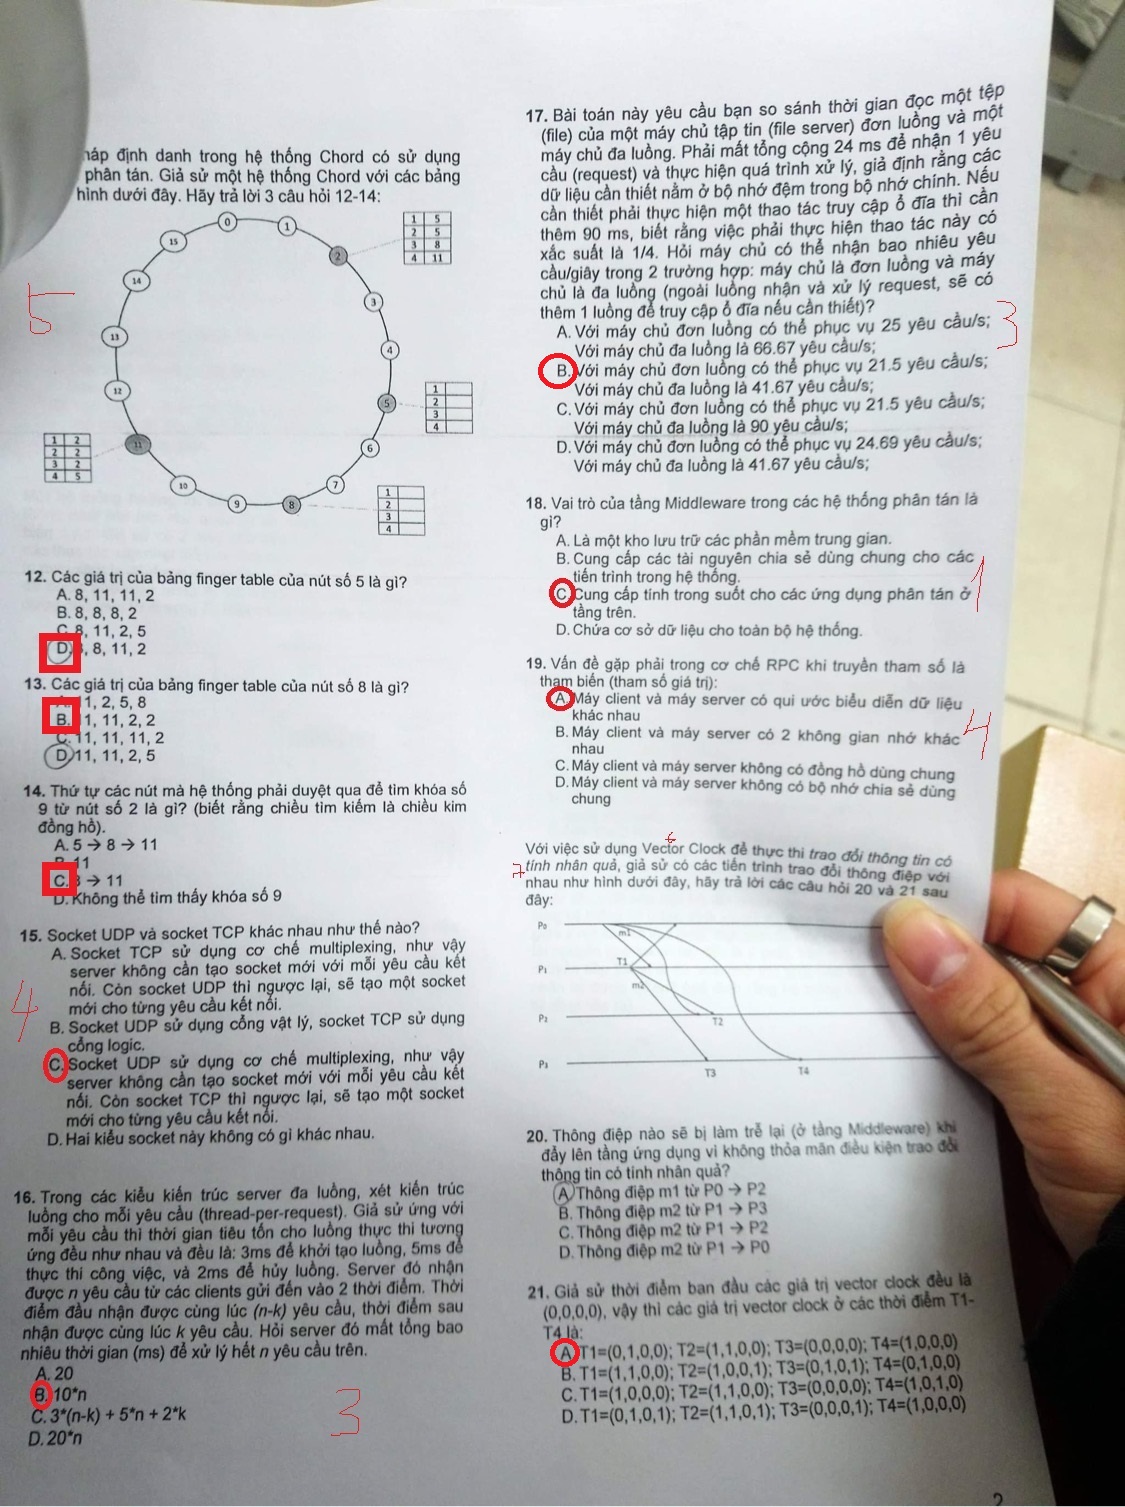 háp định danh trong hệ thống Chord có sử dụng
phân tán. Giả sử một hệ thống Chord với các bảng
hình dưới đây. Hãy trả lời 3 câu hỏi 12-14:
0
1
2
3
4
5
6
7
8
9
10
11
12
13
14
15
1 5
2 5
3 8
4 11
1
2
3
4
1
2
3
4
1 2
2 2
3 2
4 5
5
12. Các giá trị của bảng finger table của nút số 5 là gì?
A. 8, 11, 11, 2
B. 8, 8, 8, 2
C. 8, 11, 2, 5
D. , 8, 11, 2
13. Các giá trị của bảng finger table của nút số 8 là gì?
1, 2, 5, 8
B. 1, 11, 2, 2
C. 11, 11, 11, 2
D. 11, 11, 2, 5
14. Thứ tự các nút mà hệ thống phải duyệt qua để tìm khóa số
9 từ nút số 2 là gì? (biết rằng chiều tìm kiếm là chiều kim
đồng hồ).
A. 5 → 8 → 11
B. 11
C. → 11
D. Không thể tìm thấy khóa số 9
15. Socket UDP và socket TCP khác nhau như thế nào?
A. Socket TCP sử dụng cơ chế multiplexing, như vậy
server không cần tạo socket mới với mỗi yêu cầu kết
nối. Còn socket UDP thì ngược lại, sẽ tạo một socket
mới cho từng yêu cầu kết nối.
B. Socket UDP sử dụng cổng vật lý, socket TCP sử dụng
cổng logic.
C. Socket UDP sử dụng cơ chế multiplexing, như vậy
server không cần tạo socket mới với mỗi yêu cầu kết
nối. Còn socket TCP thì ngược lại, sẽ tạo một socket
mới cho từng yêu cầu kết nối.
D. Hai kiểu socket này không có gì khác nhau.
4
16. Trong các kiểu kiến trúc server đa luồng, xét kiến trúc
luồng cho mỗi yêu cầu (thread-per-request). Giả sử ứng với
mỗi yêu cầu thì thời gian tiêu tốn cho luồng thực thi tương
ứng đều như nhau và đều là: 3ms để khởi tạo luồng, 5ms để
thực thi công việc, và 2ms để hủy luồng. Server đó nhận
được n yêu cầu từ các clients gửi đến vào 2 thời điểm. Thời
điểm đầu nhận được cùng lúc (n-k) yêu cầu, thời điểm sau
nhận được cùng lúc k yêu cầu. Hỏi server đó mất tổng bao
nhiêu thời gian (ms) để xử lý hết n yêu cầu trên.
A. 20
B. 10*n
C. 3*(n-k) + 5*n + 2*k
D. 20*n
3
17. Bài toán này yêu cầu bạn so sánh thời gian đọc một tệp
(file) của một máy chủ tập tin (file server) đơn luồng và một
máy chủ đa luồng. Phải mất tổng cộng 24 ms để nhận 1 yêu
cầu (request) và thực hiện quá trình xử lý, giả định rằng các
dữ liệu cần thiết nằm ở bộ nhớ đệm trong bộ nhớ chính. Nếu
cần thiết phải thực hiện một thao tác truy cập ổ đĩa thì cần
thêm 90 ms, biết rằng việc phải thực hiện thao tác này có
xắc suất là 1/4. Hỏi máy chủ có thể nhận bao nhiêu yêu
cầu/giây trong 2 trường hợp: máy chủ là đơn luồng và máy
chủ là đa luồng (ngoài luồng nhận và xử lý request, sẽ có
thêm 1 luồng để truy cập ổ đĩa nếu cần thiết)?
A. Với máy chủ đơn luồng có thể phục vụ 25 yêu cầu/s;
Với máy chủ đa luồng là 66.67 yêu cầu/s;
B. Với máy chủ đơn luồng có thể phục vụ 21.5 yêu cầu/s;
Với máy chủ đa luồng là 41.67 yêu cầu/s;
C. Với máy chủ đơn luồng có thể phục vụ 21.5 yêu cầu/s;
Với máy chủ đa luồng là 90 yêu cầu/s;
D. Với máy chủ đơn luồng có thể phục vụ 24.69 yêu cầu/s;
Với máy chủ đa luồng là 41.67 yêu cầu/s;
3
18. Vai trò của tầng Middleware trong các hệ thống phân tán là
gì?
A. Là một kho lưu trữ các phần mềm trung gian.
B. Cung cấp các tài nguyên chia sẻ dùng chung cho các
tiến trình trong hệ thống.
C. Cung cấp tính trong suốt cho các ứng dụng phân tán ở
tầng trên.
D. Chứa cơ sở dữ liệu cho toàn bộ hệ thống.
1
19. Vấn đề gặp phải trong cơ chế RPC khi truyền tham số là
tham biến (tham số giá trị):
A. Máy client và máy server có qui ước biểu diễn dữ liệu
khác nhau
B. Máy client và máy server có 2 không gian nhớ khác
nhau
C. Máy client và máy server không có đồng hồ dùng chung
D. Máy client và máy server không có bộ nhớ chia sẻ dùng
chung
4
6
Với việc sử dụng Vector Clock để thực thi trao đổi thông tin có
7 tính nhân quả, giả sử có các tiến trình trao đổi thông điệp với
nhau như hình dưới đây, hãy trả lời các câu hỏi 20 và 21 sau
đây:
P0
m1
T1
P1
m2
P2
T2
P3
T3
T4
20. Thông điệp nào sẽ bị làm trễ lại (ở tầng Middleware) khi
đẩy lên tầng ứng dụng vì không thỏa mãn điều kiện trao đổi
thông tin có tính nhân quả?
A. Thông điệp m1 từ P0 → P2
B. Thông điệp m2 từ P1 → P3
C. Thông điệp m2 từ P1 → P2
D. Thông điệp m2 từ P1 → P0
21. Giả sử thời điểm ban đầu các giá trị vector clock đều là
(0,0,0,0), vậy thì các giá trị vector clock ở các thời điểm T1-
T4 là:
A. T1=(0,1,0,0); T2=(1,1,0,0); T3=(0,0,0,0); T4=(1,0,0,0)
B. T1=(1,1,0,0); T2=(1,0,0,1); T3=(0,1,0,1); T4=(0,1,0,0)
C. T1=(1,0,0,0); T2=(1,1,0,0); T3=(0,0,0,0); T4=(1,0,1,0)
D. T1=(0,1,0,1); T2=(1,1,0,1); T3=(0,0,0,1); T4=(1,0,0,0)
2